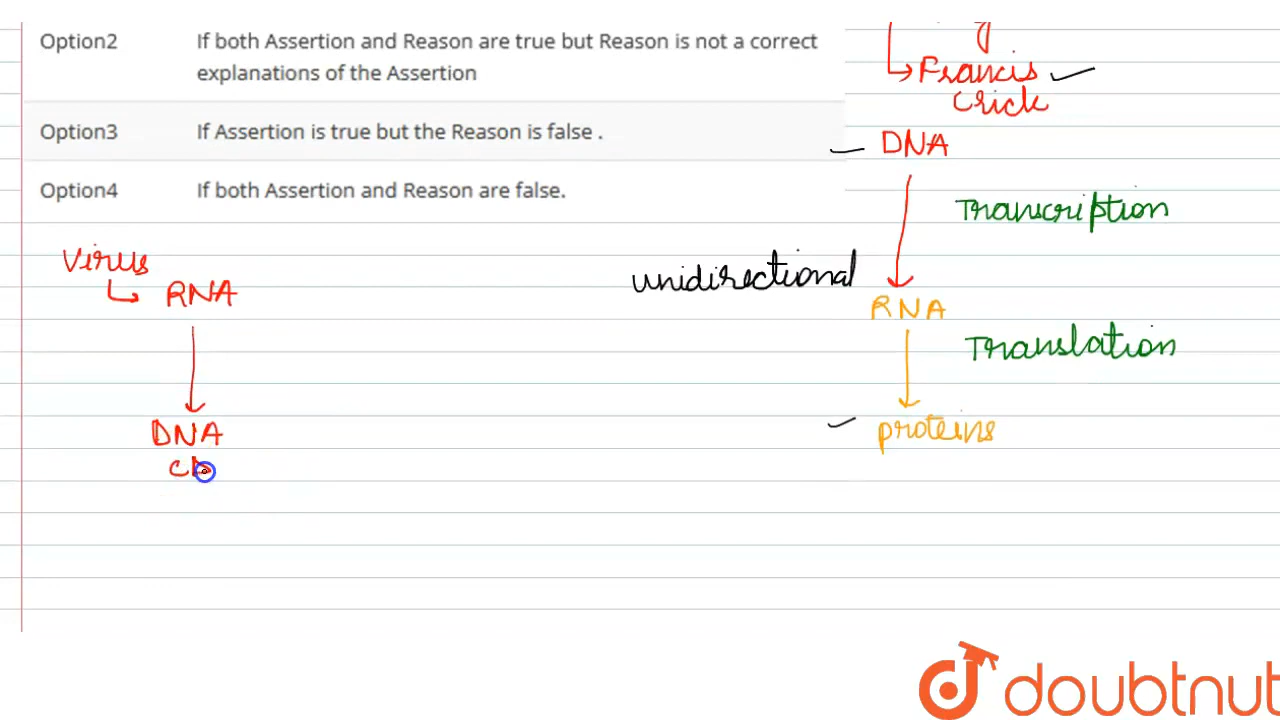 Option2 If both Assertion and Reason are true but Reason is not a correct
explanations of the Assertion
Option3 If Assertion is true but the Reason is false .
Option4 If both Assertion and Reason are false.
Francis
Crick
DNA
Transcription
Virus
RNA
unidirectional
RNA
Translation
DNA
proteins
doubtnut